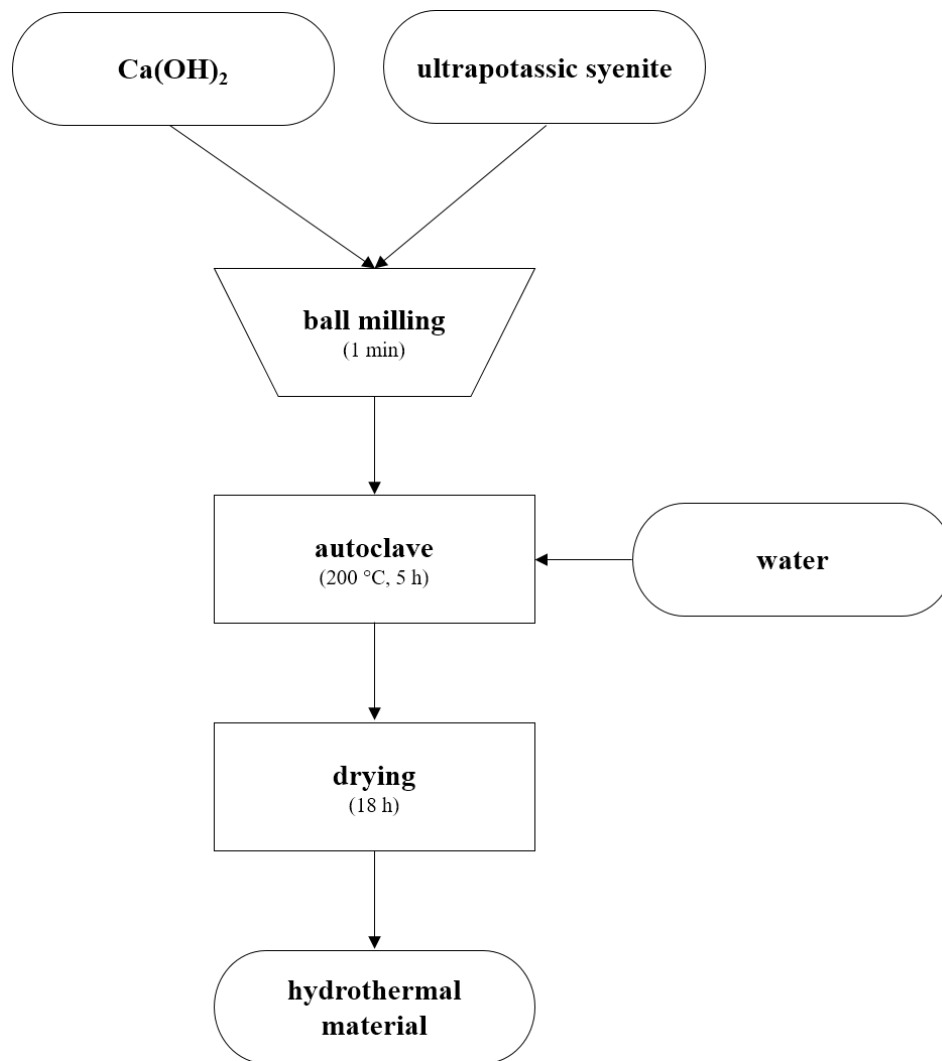 Ca(OH)₂
ultrapotassic syenite
ball milling
(1 min)
autoclave
(200 °C, 5 h)
water
drying
(18 h)
hydrothermal
material